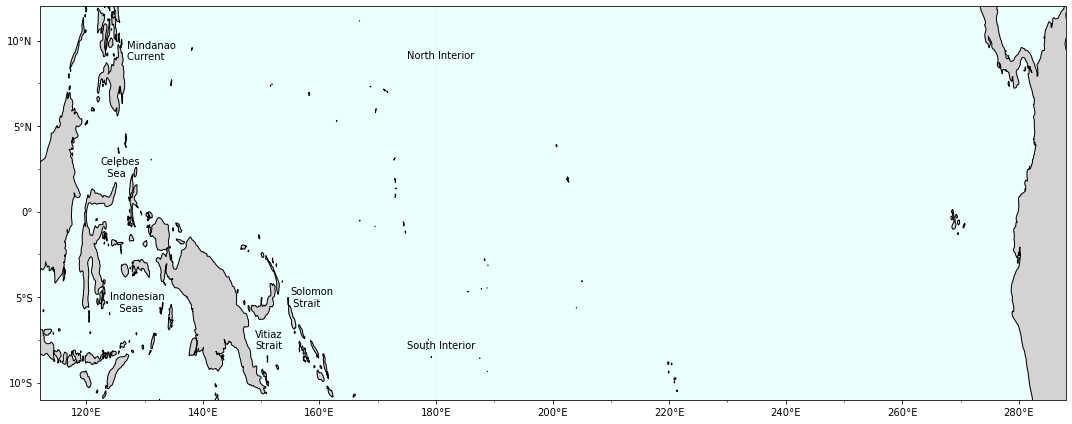 10°N
Mindanao
Current
North Interior
5°N
Celebes
Sea
0°
5°S
Indonesian
Seas
Solomon
Strait
Vitiaz
Strait
South Interior
10°S
120°E
140°E
160°E
180°E
200°E
220°E
240°E
260°E
280°E